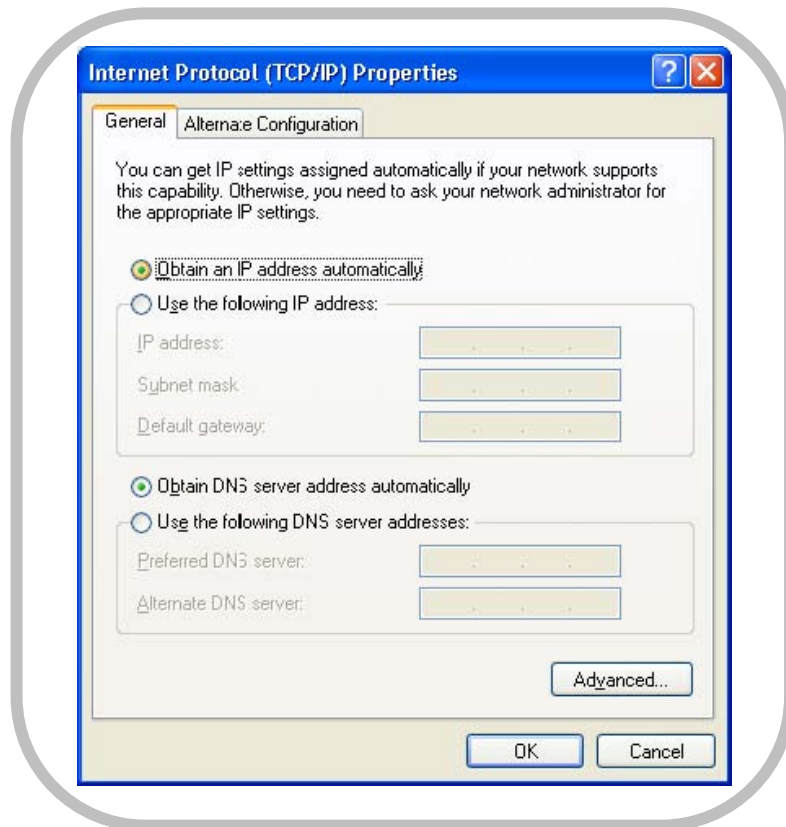 Internet Protocol (TCP/IP) Properties
General
Alternate Configuration
You can get IP settings assigned automatically if your network supports
this capability. Otherwise, you need to ask your network administrator for
the appropriate IP settings.
Obtain an IP address automatically
Use the following IP address:
IP address:
Subnet mask
Default gateway:
Obtain DNS server address automatically
Use the following DNS server addresses:
Preferred DNS server:
Alternate DNS server:
Advanced...
OK
Cancel